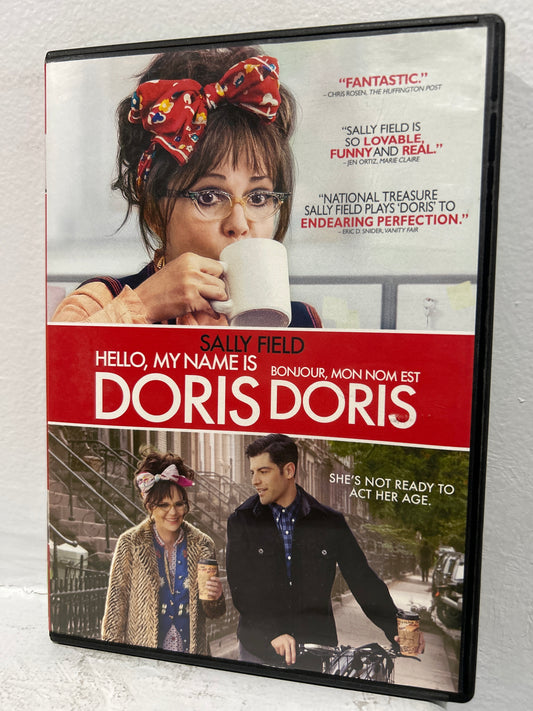 "FANTASTIC."
– CHRIS ROSEN, THE HUFFINGTON POST
"SALLY FIELD IS
SO LOVABLE,
FUNNY AND REAL."
– JEN ORTIZ, MARIE CLAIRE
"NATIONAL TREASURE
SALLY FIELD PLAYS 'DORIS' TO
ENDEARING PERFECTION."
– ERIC D. SNIDER, VANITY FAIR
SALLY FIELD
HELLO, MY NAME IS
DORIS
BONJOUR, MON NOM EST
DORIS
SHE'S NOT READY TO
ACT HER AGE.